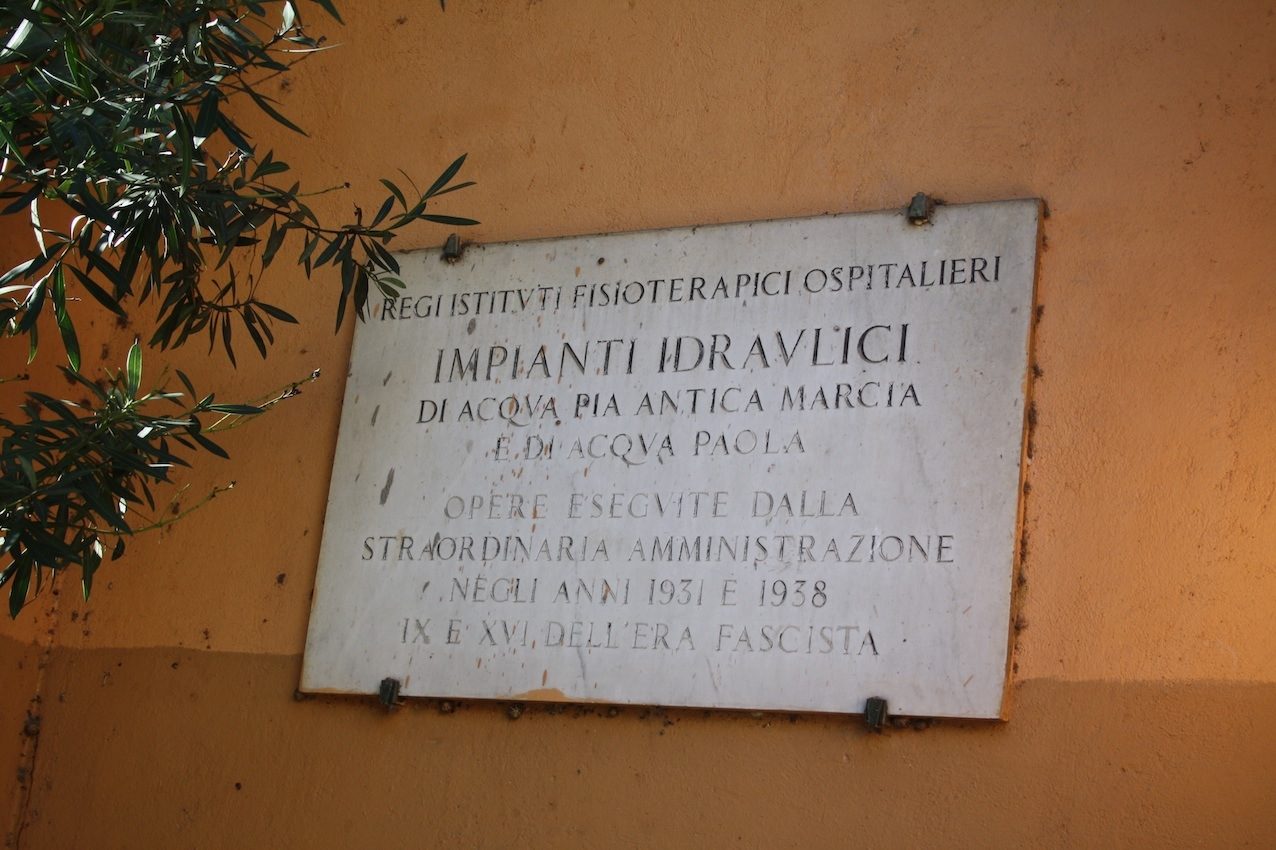 REGI ISTITVTI FISIOTERAPICI OSPITALIERI
IMPIANTI IDRAVLICI
DI ACQVA PIA ANTICA MARCIA
E DI ACQVA PAOLA
OPERE ESEGVITE DALLA
STRAORDINARIA AMMINISTRAZIONE
NEGLI ANNI 1931 E 1938
IX E XVI DELL'ERA FASCISTA